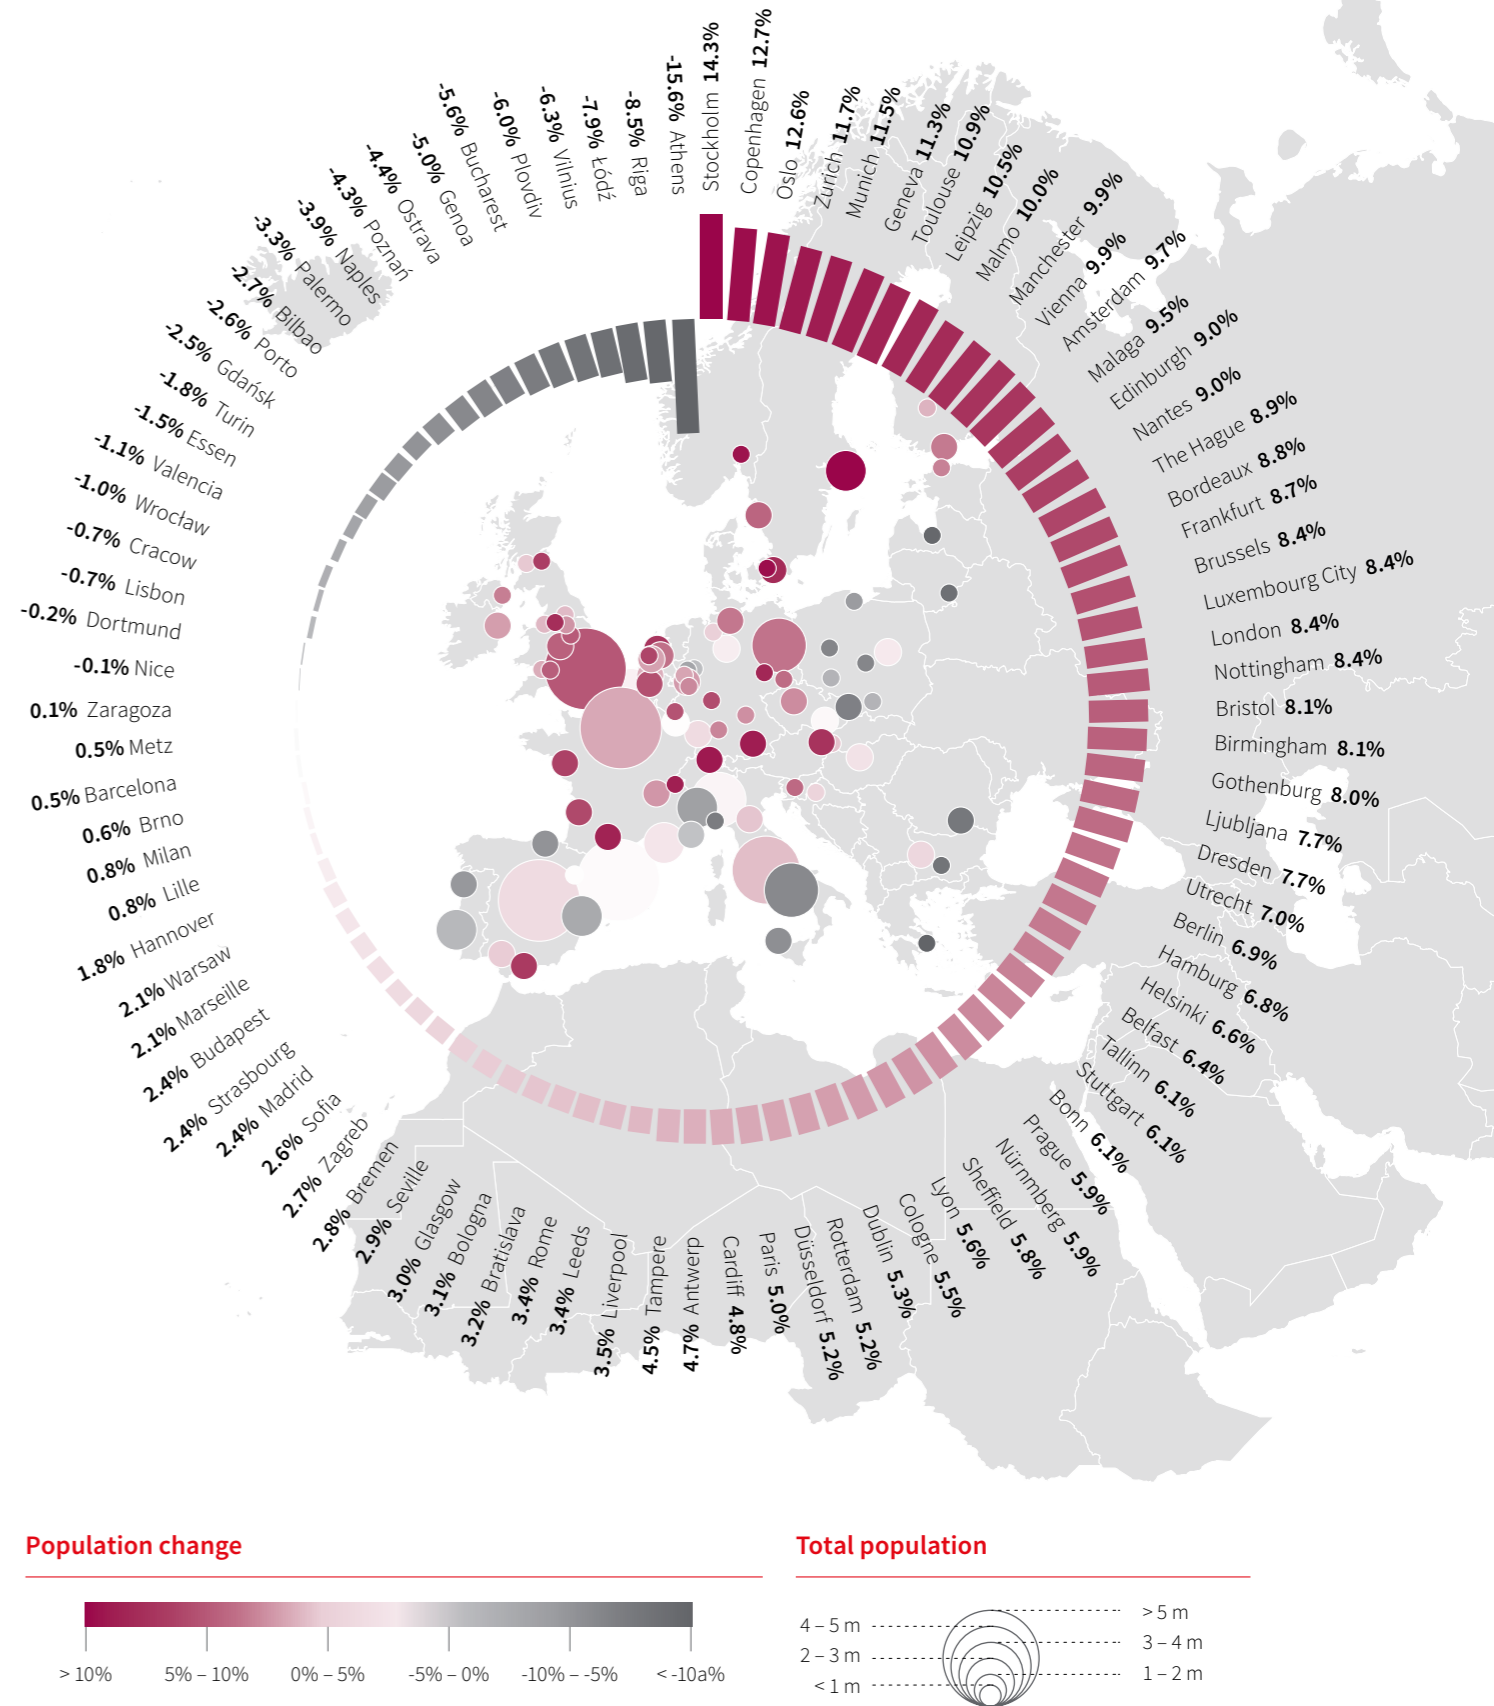 Stockholm 14.3%
Copenhagen 12.7%
Oslo 12.6%
Zurich 11.7%
Munich 11.5%
Geneva 11.3%
Toulouse 10.9%
Leipzig 10.5%
Malmo 10.0%
Manchester 9.9%
Vienna 9.9%
Amsterdam 9.7%
Malaga 9.5%
Edinburgh 9.0%
Nantes 9.0%
The Hague 8.9%
Bordeaux 8.8%
Frankfurt 8.7%
Brussels 8.4%
Luxembourg City 8.4%
London 8.4%
Nottingham 8.4%
Bristol 8.1%
Birmingham 8.1%
Gothenburg 8.0%
Ljubljana 7.7%
Dresden 7.7%
Utrecht 7.0%
Berlin 6.9%
Hamburg 6.8%
Helsinki 6.6%
Belfast 6.4%
Tallinn 6.1%
Stuttgart 6.1%
Bonn 6.1%
Prague 5.9%
Nürnmberg 5.9%
Sheffield 5.8%
Lyon 5.6%
Cologne 5.5%
Dublin 5.3%
Rotterdam 5.2%
Düsseldorf 5.2%
Paris 5.0%
Cardiff 4.8%
4.7% Antwerp
4.5% Tampere
3.5% Liverpool
3.4% Leeds
3.4% Rome
3.2% Bratislava
3.1% Bologna
3.0% Glasgow
2.9% Seville
2.8% Bremen
2.7% Zagreb
2.6% Sofia
2.4% Madrid
2.4% Strasbourg
2.4% Budapest
2.1% Marseille
2.1% Warsaw
1.8% Hannover
0.8% Lille
0.8% Milan
0.6% Brno
0.5% Barcelona
0.5% Metz
0.1% Zaragoza
-0.1% Nice
-0.2% Dortmund
-0.7% Lisbon
-0.7% Cracow
-1.0% Wrocław
-1.1% Valencia
-1.5% Essen
-1.8% Turin
-2.5% Gdańsk
-2.6% Porto
-2.7% Bilbao
-3.3% Palermo
-3.9% Naples
-4.3% Poznań
-4.4% Ostrava
-5.0% Genoa
-5.6% Bucharest
-6.0% Plovdiv
-6.3% Vilnius
-7.9% Łódź
-8.5% Riga
-15.6% Athens
Population change
> 10%
5% – 10%
0% – 5%
-5% – 0%
-10% – -5%
< -10a%
Total population
4 – 5 m
2 – 3 m
< 1 m
> 5 m
3 – 4 m
1 – 2 m